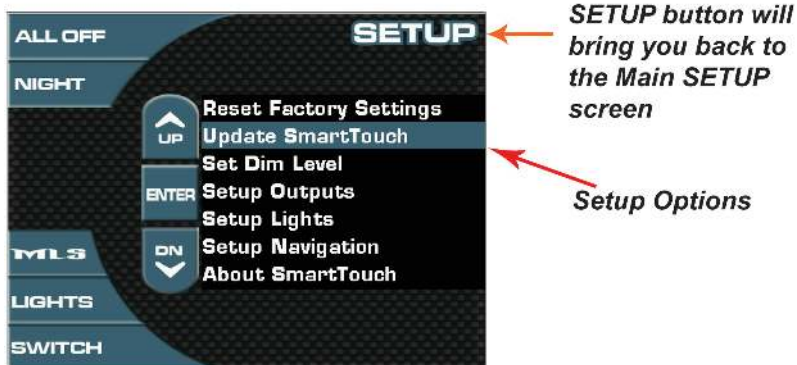 ALL OFF
SETUP
SETUP button will
bring you back to
the Main SETUP
screen
NIGHT
Reset Factory Settings
UP
Update SmartTouch
Set Dim Level
ENTER
Setup Outputs
Setup Options
Setup Lights
MLS
DN
Setup Navigation
About SmartTouch
LIGHTS
SWITCH